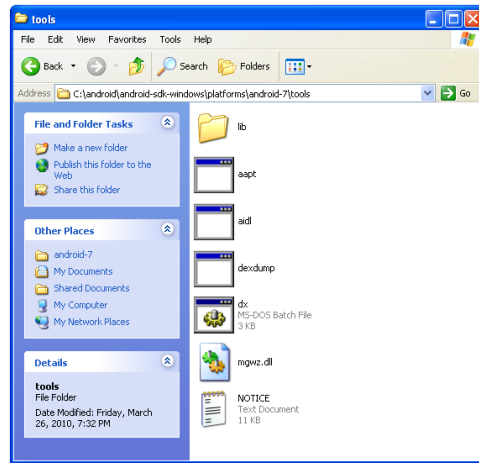 tools
File Edit View Favorites Tools Help
Back Search Folders
Address C:\android\android-sdk-windows\platforms\android-7\tools Go
File and Folder Tasks
Make a new folder
Publish this folder to the
Web
Share this folder
Other Places
android-7
My Documents
Shared Documents
My Computer
My Network Places
Details
tools
File Folder
Date Modified: Friday, March
26, 2010, 7:32 PM
lib
aapt
aidl
dexdump
dx
MS-DOS Batch File
3 KB
mgwz.dll
NOTICE
Text Document
11 KB